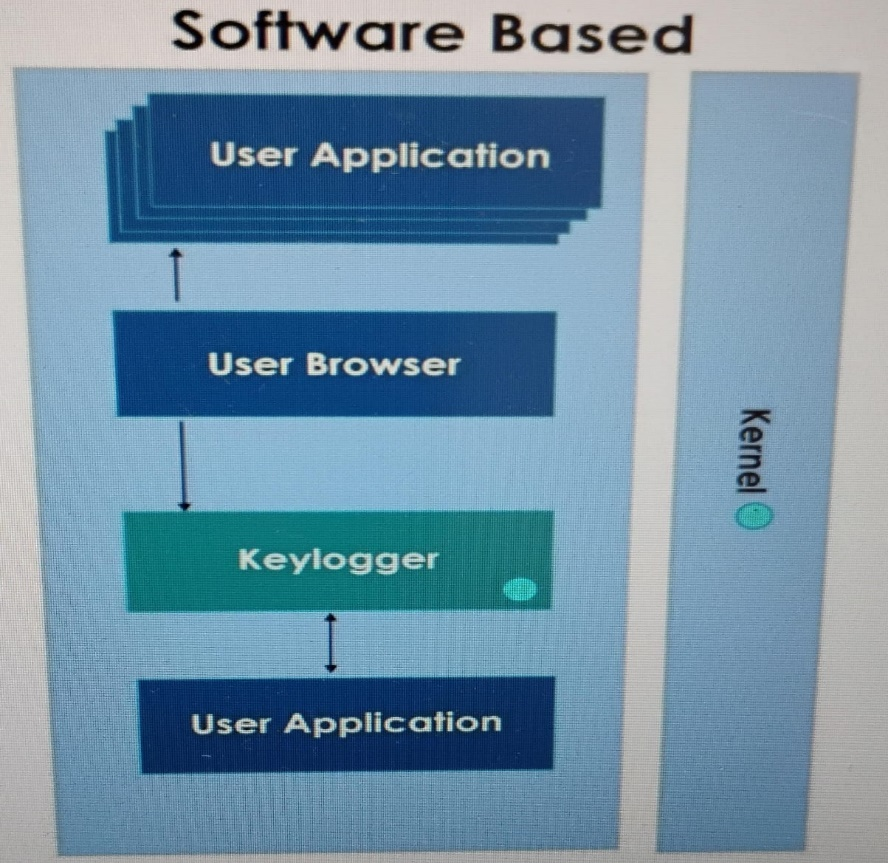 Software Based
User Application
User Browser
Keylogger
User Application
Kernel